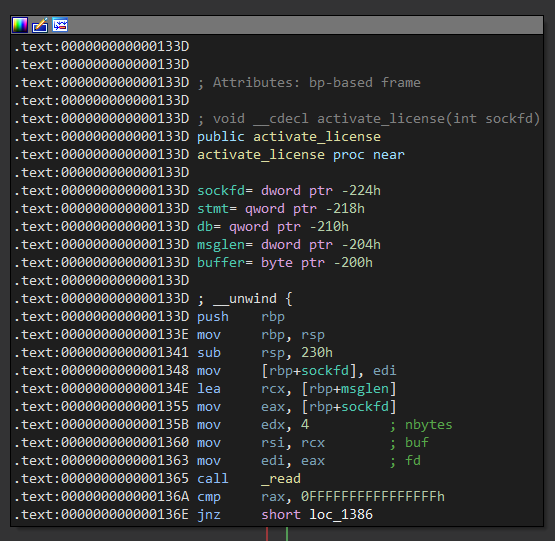 .text:000000000000133D
.text:000000000000133D
.text:000000000000133D ; Attributes: bp-based frame
.text:000000000000133D
.text:000000000000133D ; void __cdecl activate_license(int sockfd)
.text:000000000000133D public activate_license
.text:000000000000133D activate_license proc near
.text:000000000000133D
.text:000000000000133D sockfd= dword ptr -224h
.text:000000000000133D stmt= qword ptr -218h
.text:000000000000133D db= qword ptr -210h
.text:000000000000133D msglen= dword ptr -204h
.text:000000000000133D buffer= byte ptr -200h
.text:000000000000133D
.text:000000000000133D ; __unwind {
.text:000000000000133D push    rbp
.text:000000000000133E mov     rbp, rsp
.text:0000000000001341 sub     rsp, 230h
.text:0000000000001348 mov     [rbp+sockfd], edi
.text:000000000000134E lea     rcx, [rbp+msglen]
.text:0000000000001355 mov     eax, [rbp+sockfd]
.text:000000000000135B mov     edx, 4          ; nbytes
.text:0000000000001360 mov     rsi, rcx        ; buf
.text:0000000000001363 mov     edi, eax        ; fd
.text:0000000000001365 call    _read
.text:000000000000136A cmp     rax, 0FFFFFFFFFFFFFFFFh
.text:000000000000136E jnz     short loc_1386